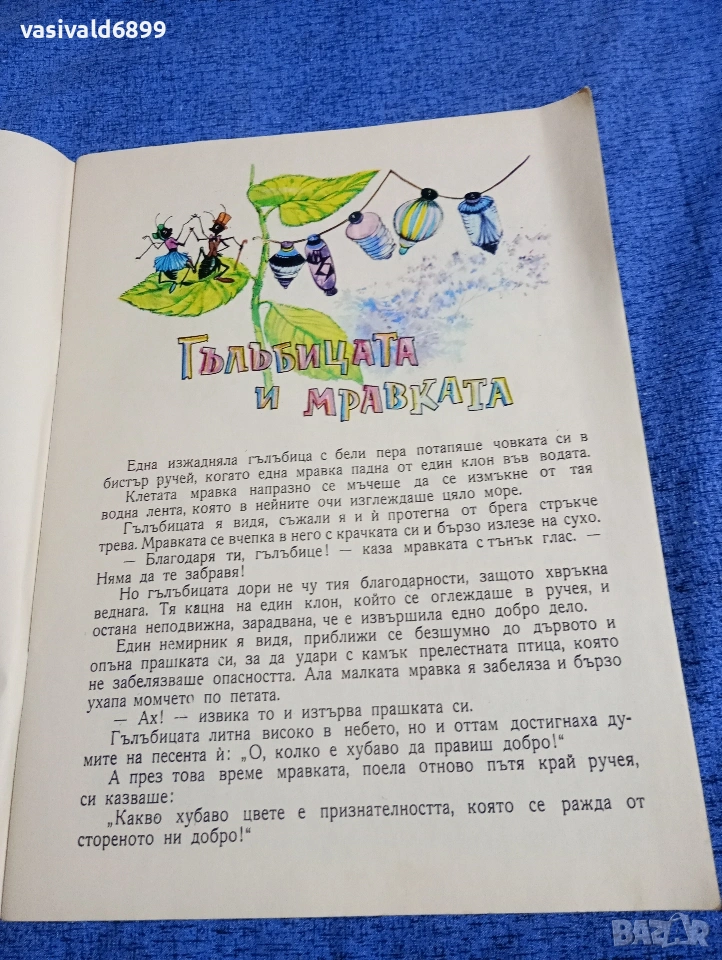 vasivald6899
ГЪЛЪБИЦАТА
И МРАВКАТА
Една изжадняла гълъбица с бели пера потапяше човката си в
бистър ручей, когато една мравка падна от един клон във водата.
Клетата мравка напразно се мъчеше да се измъкне от тая
водна лента, която в нейните очи изглеждаше цяло море.
Гълъбицата я видя, съжали я и ѝ протегна от брега стръкче
трева. Мравката се вчепка в него с крачката си и бързо излезе на сухо.
— Благодаря ти, гълъбице! — каза мравката с тънък глас. —
Няма да те забравя!
Но гълъбицата дори не чу тия благодарности, защото хвръкна
веднага. Тя кацна на един клон, който се оглеждаше в ручея, и
остана неподвижна, зарадвана, че е извършила едно добро дело.
Един немирник я видя, приближи се безшумно до дървото и
опъна прашката си, за да удари с камък прелестната птица, която
не забелязваше опасността. Ала малката мравка я забеляза и бързо
ухапа момчето по петата.
— Ах! — извика то и изтърва прашката си.
Гълъбицата литна високо в небето, но и оттам достигнаха ду-
мите на песента ѝ: „О, колко е хубаво да правиш добро!“
А през това време мравката, поела отново пътя край ручея,
си казваше:
„Какво хубаво цвете е признателността, която се ражда от
стореното ни добро!“
BAZAR